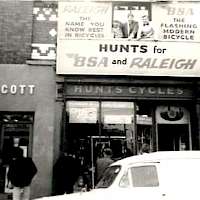 RALEIGH
THE
NAME YOU
KNOW BEST
IN BICYCLES
BSA
THE
FLASHING
MODERN
BICYCLE
HUNTS for
BSA and RALEIGH
COTT
HUNTS CYCLES